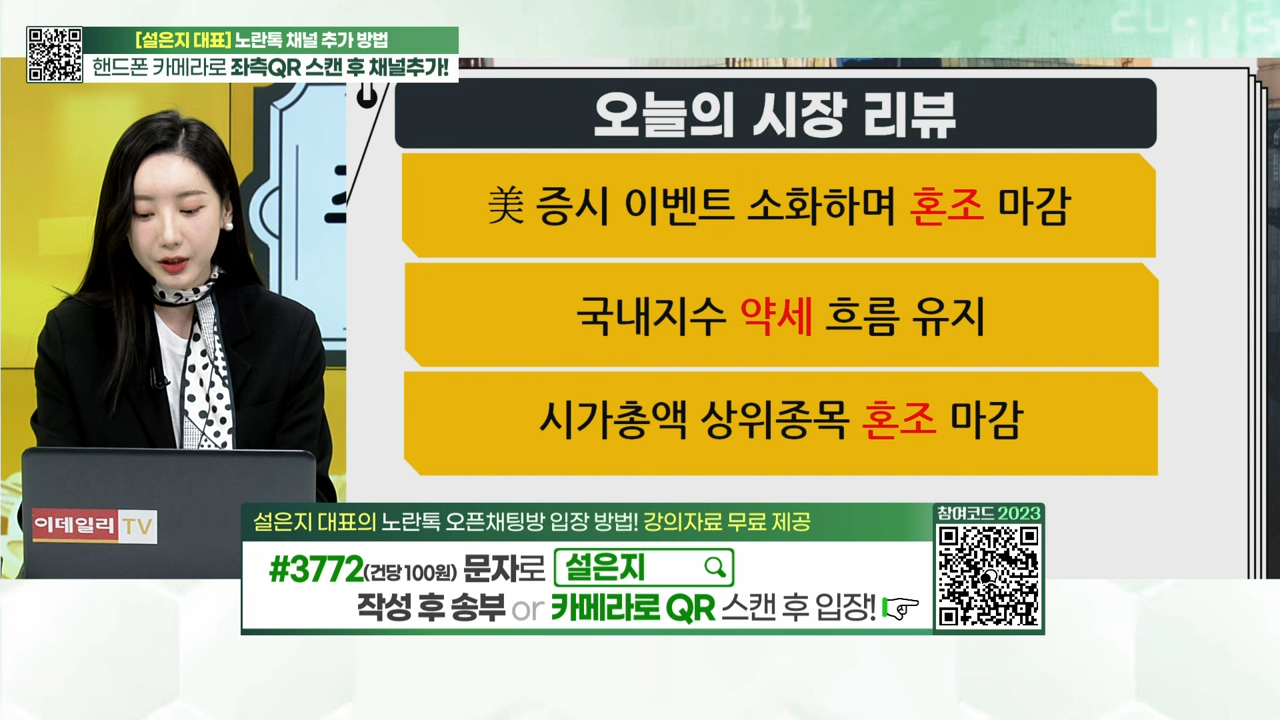 [설은지 대표] 노란톡 채널 추가 방법
핸드폰 카메라로 좌측QR 스캔 후 채널추가!
오늘의 시장 리뷰
美 증시 이벤트 소화하며 혼조 마감
국내지수 약세 흐름 유지
시가총액 상위종목 혼조 마감
이데일리 TV
설은지 대표의 노란톡 오픈채팅방 입장 방법! 강의자료 무료 제공
참여코드 2023
#3772(건당 100원) 문자로 설은지
작성 후 송부 or 카메라로 QR 스캔 후 입장!